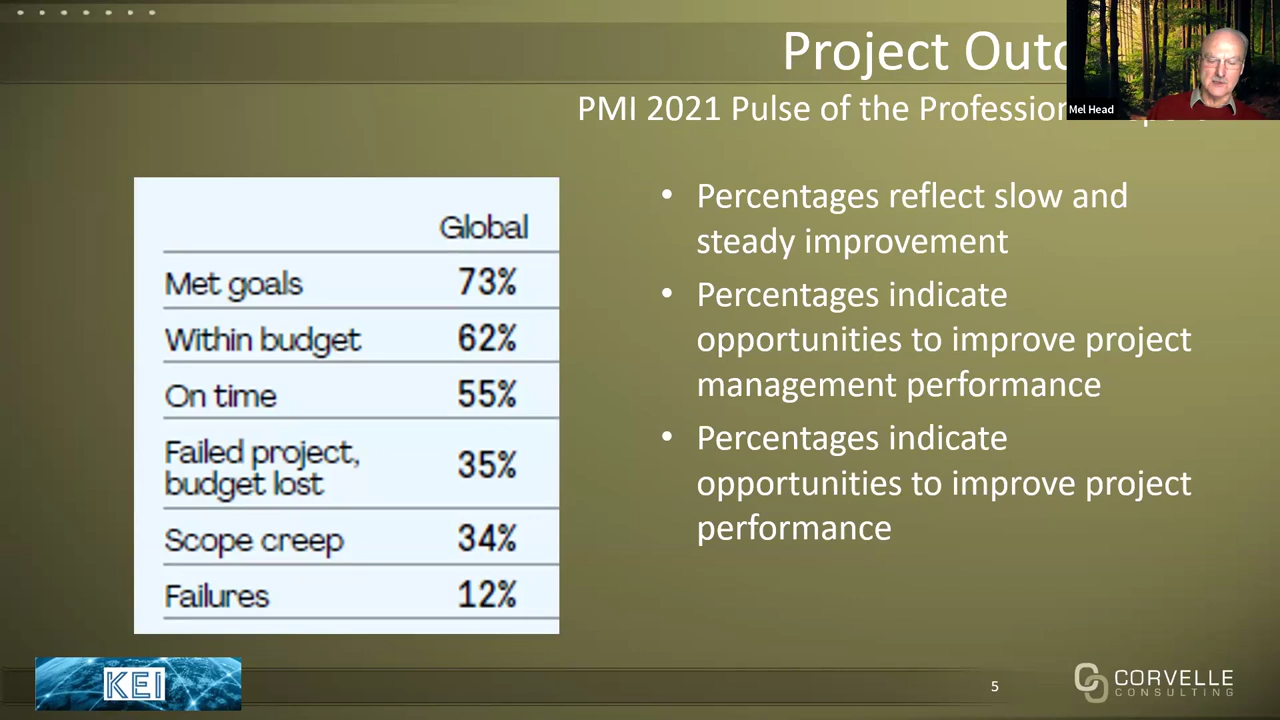 Project Outc
Mel Head
PMI 2021 Pulse of the Profession
Global
Met goals 73%
Within budget 62%
On time 55%
Failed project,
budget lost 35%
Scope creep 34%
Failures 12%
• Percentages reflect slow and
steady improvement
• Percentages indicate
opportunities to improve project
management performance
• Percentages indicate
opportunities to improve project
performance
KEI
5
CORVELLE
CONSULTING